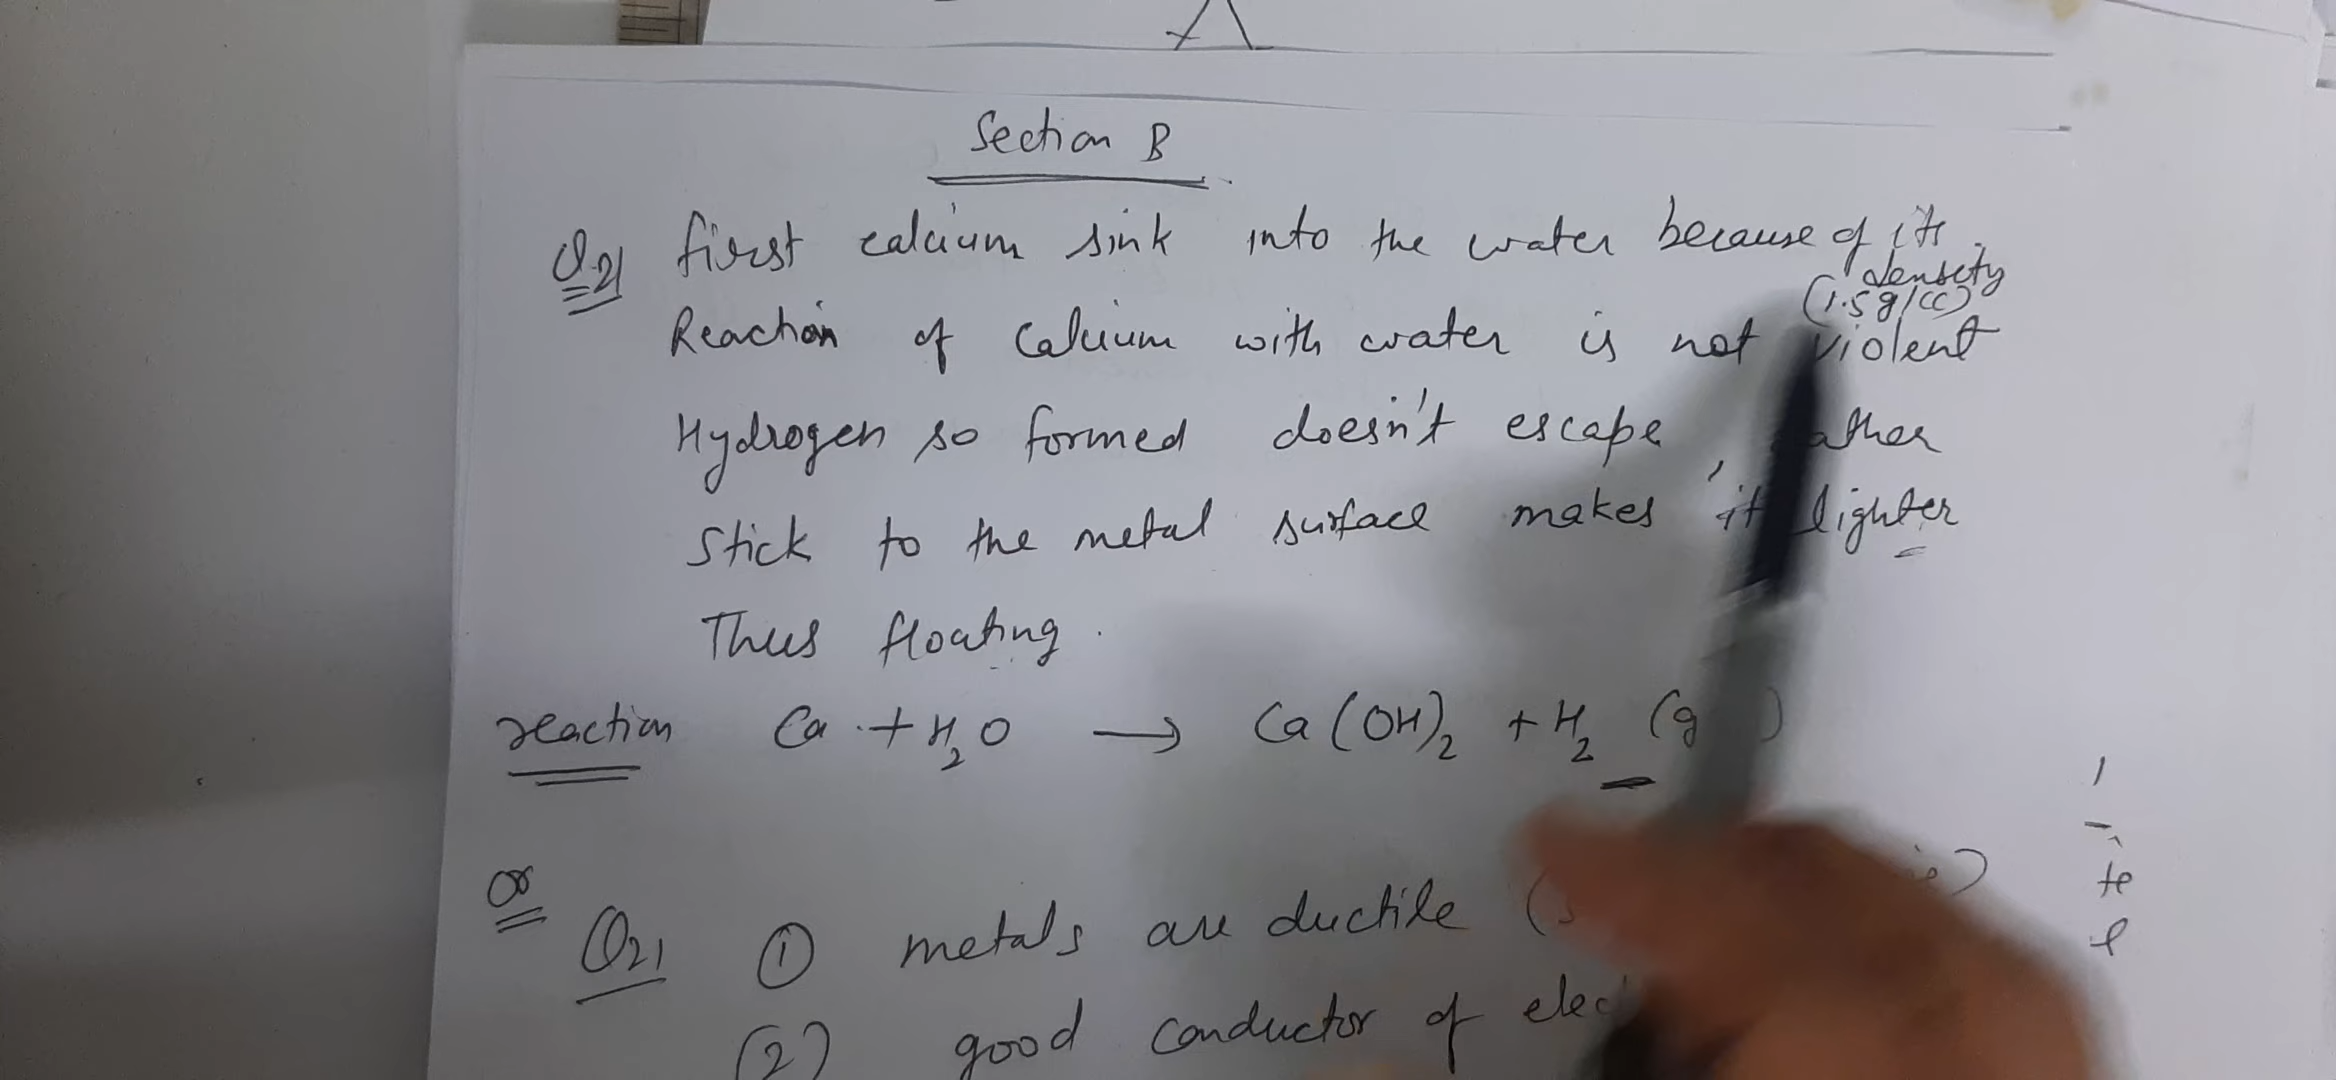 Section B
Q.21 first calcium sink into the water because of its
density
(1.5g/cc)
Reaction of Calcium with water is not violent
Hydrogen so formed doesn't escape,
Stick to the metal surface makes it lighter
Thus floating.
reaction Ca + H2O → Ca(OH)2 + H2 (g )
or
Q21 ① metals are ductile (
(2) good conductor of